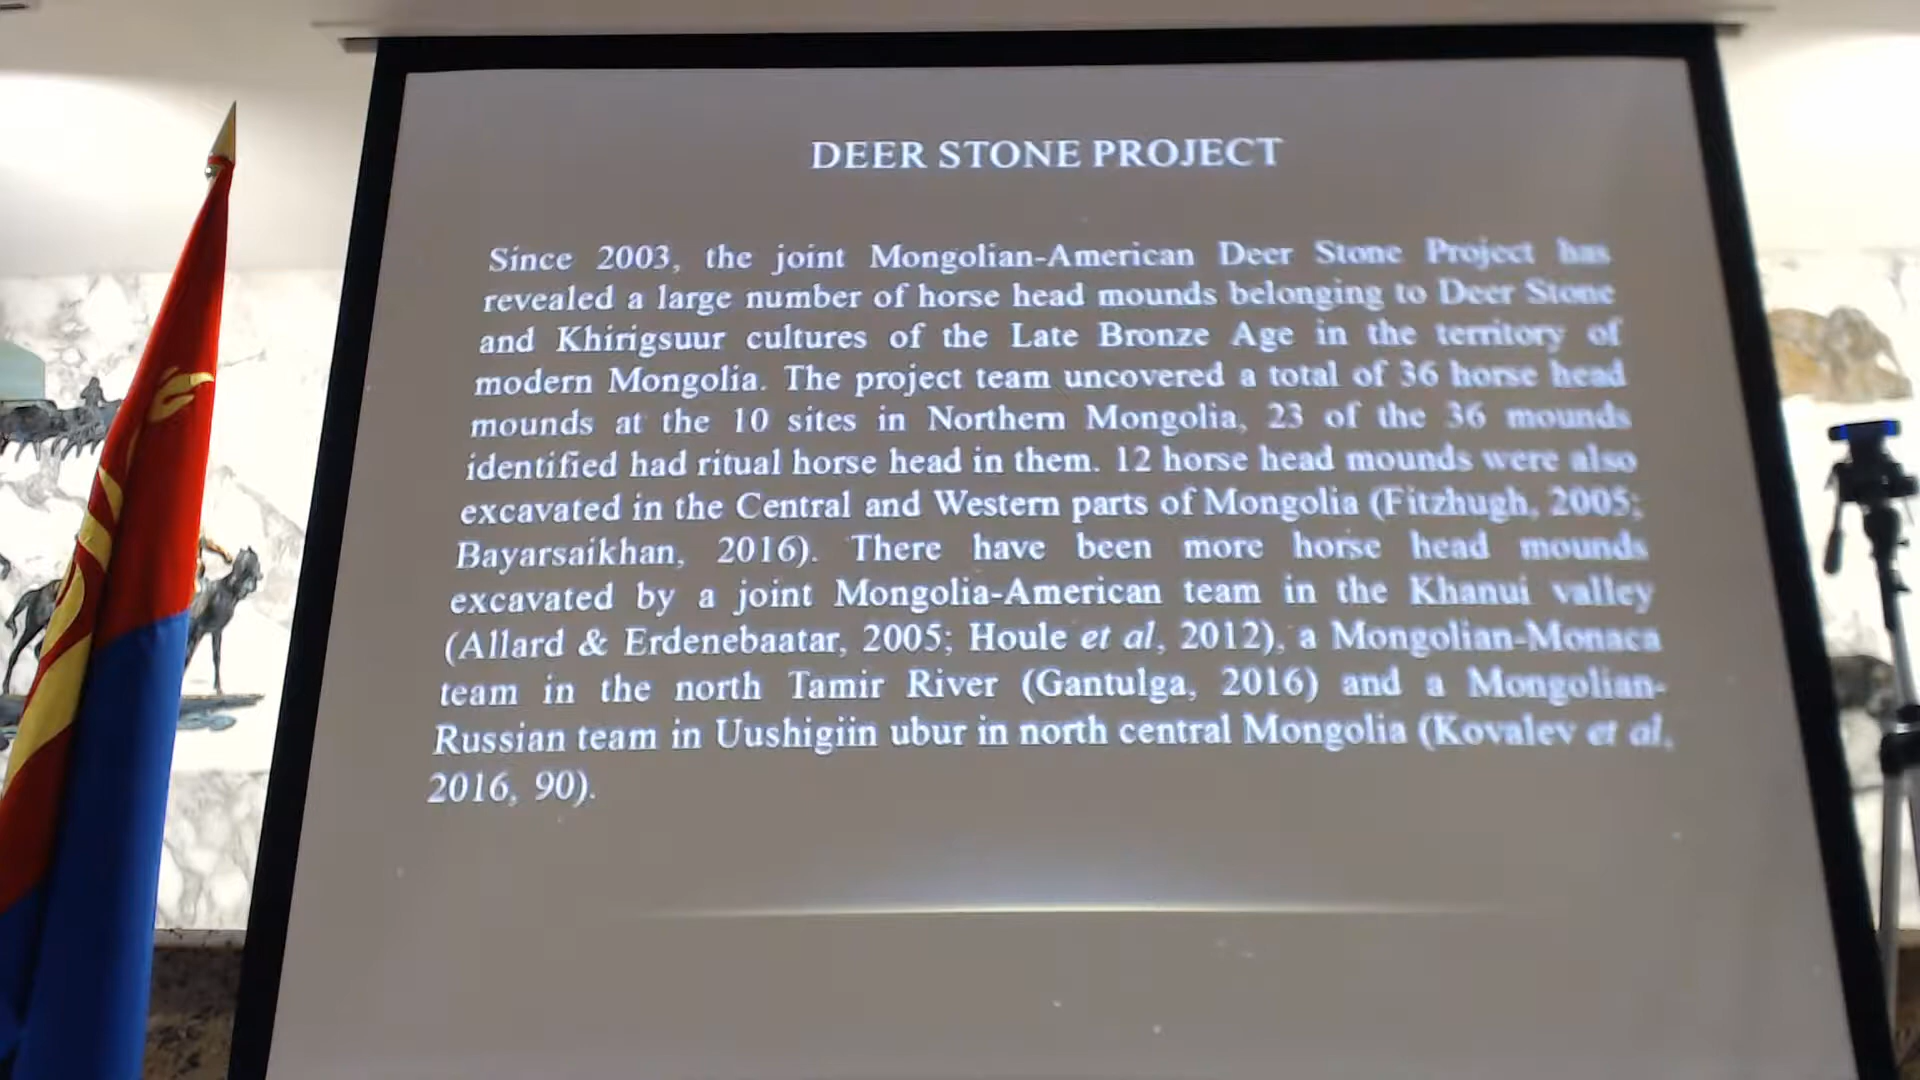 DEER STONE PROJECT
Since 2003, the joint Mongolian-American Deer Stone Project has
revealed a large number of horse head mounds belonging to Deer Stone
and Khirigsuur cultures of the Late Bronze Age in the territory of
modern Mongolia. The project team uncovered a total of 36 horse head
mounds at the 10 sites in Northern Mongolia, 23 of the 36 mounds
identified had ritual horse head in them. 12 horse head mounds were also
excavated in the Central and Western parts of Mongolia (Fitzhugh, 2005;
Bayarsaikhan, 2016). There have been more horse head mounds
excavated by a joint Mongolia-American team in the Khanui valley
(Allard & Erdenebaatar, 2005; Houle et al, 2012), a Mongolian-Monaca
team in the north Tamir River (Gantulga, 2016) and a Mongolian-
Russian team in Uushigiin ubur in north central Mongolia (Kovalev et al,
2016, 90).